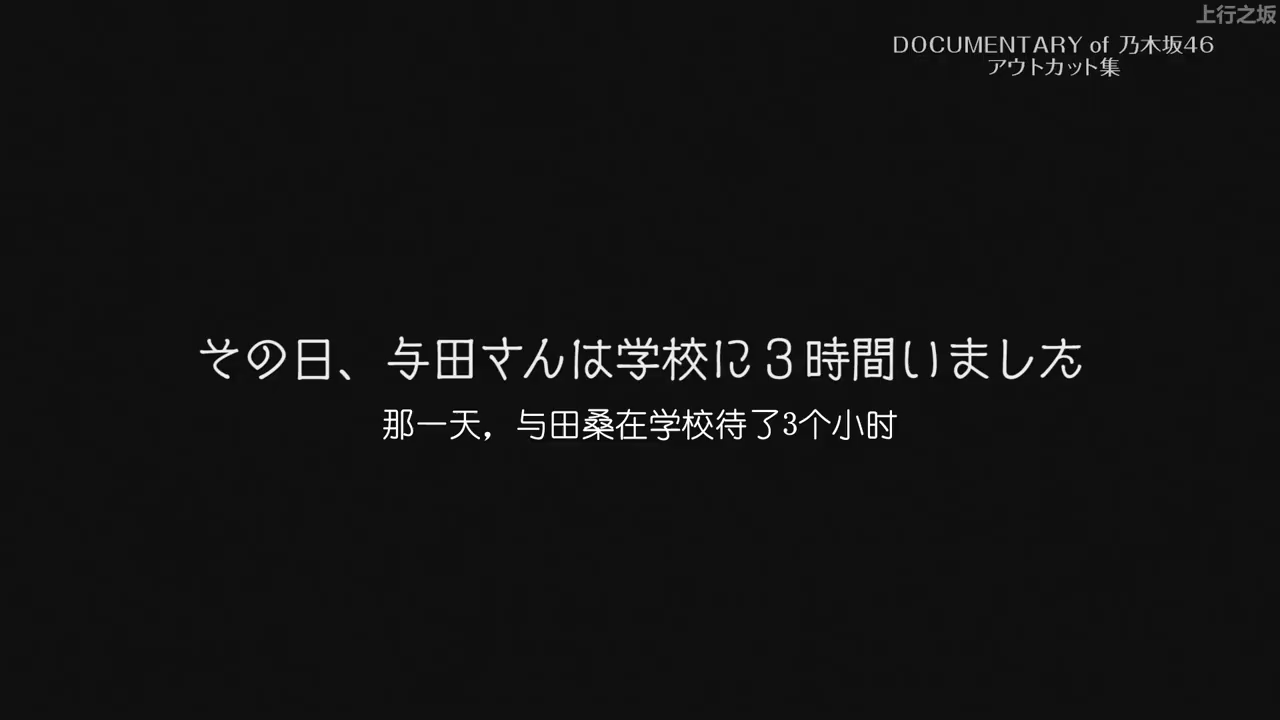 上行之坂
DOCUMENTARY of 乃木坂46
アウトカット集
その日、与田さんは学校に３時間いました
那一天，与田桑在学校待了3个小时